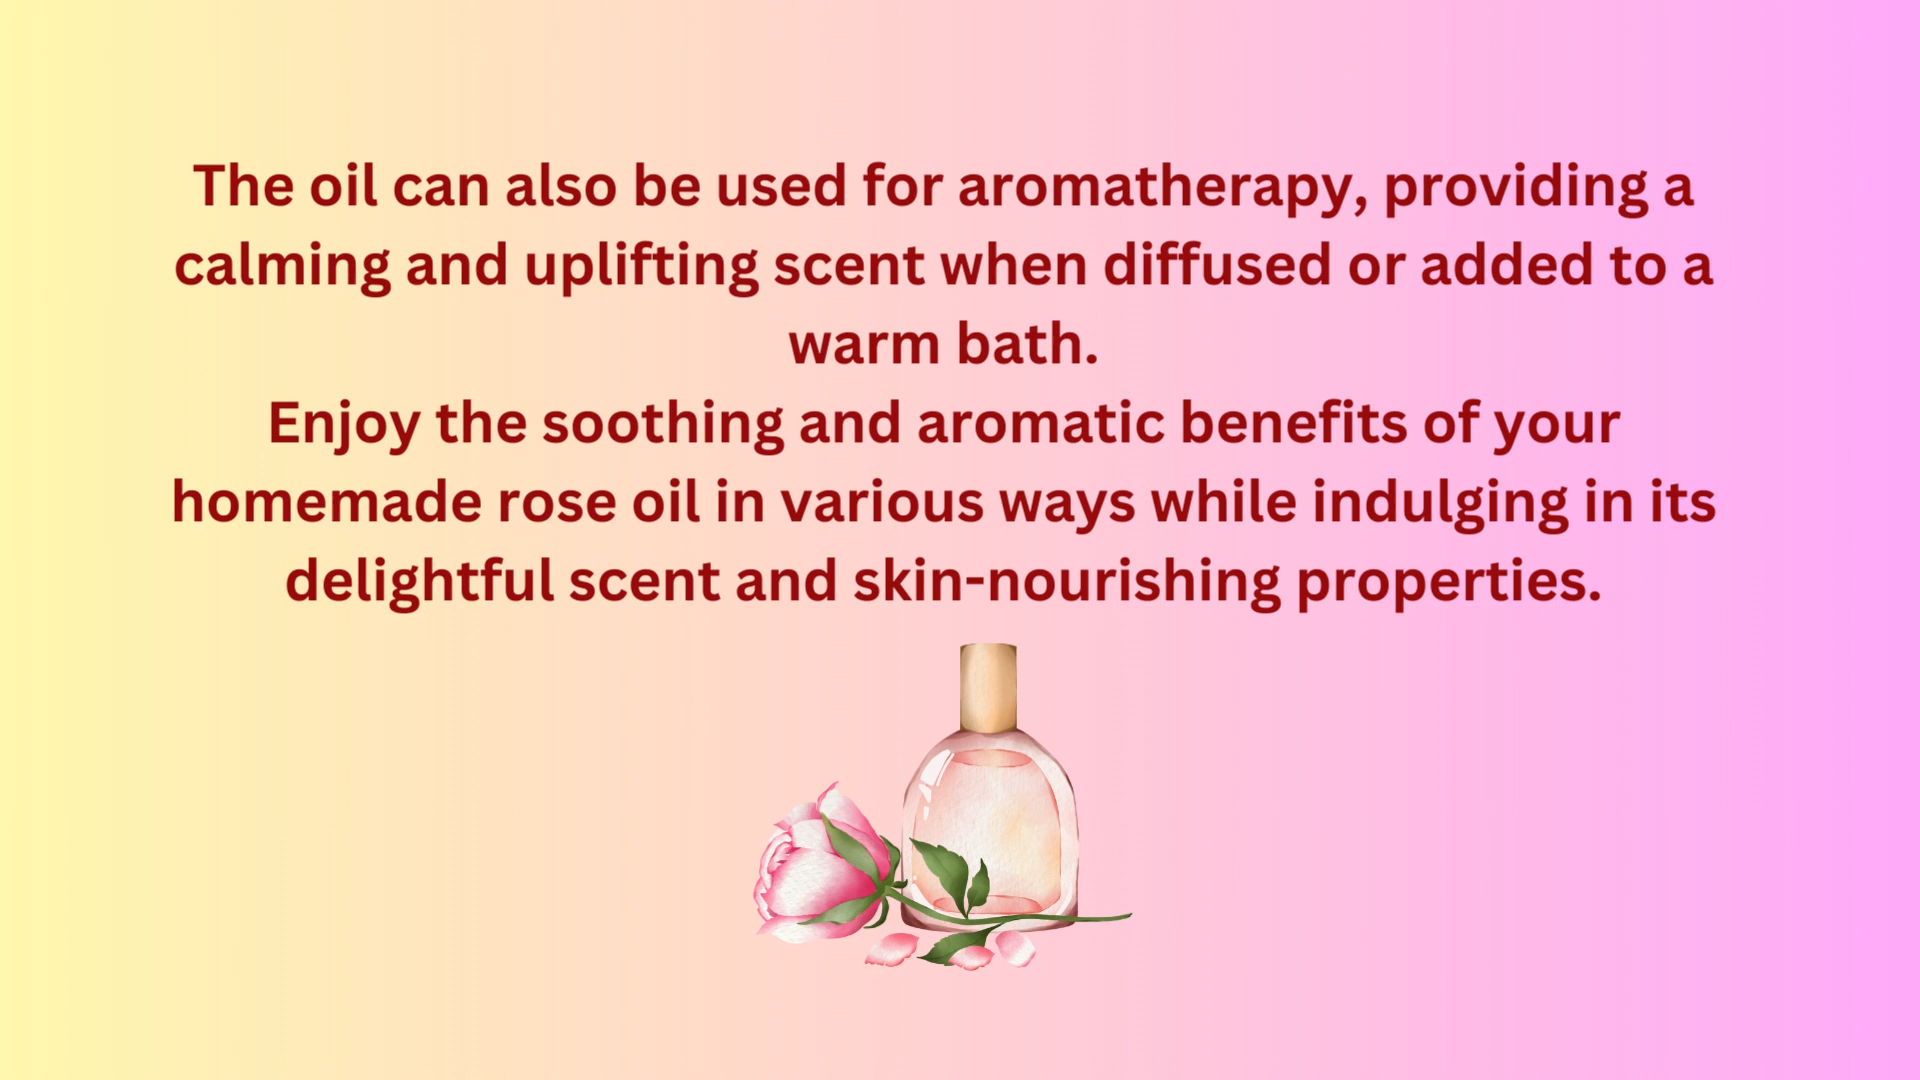 The oil can also be used for aromatherapy, providing a
calming and uplifting scent when diffused or added to a
warm bath.
Enjoy the soothing and aromatic benefits of your
homemade rose oil in various ways while indulging in its
delightful scent and skin-nourishing properties.